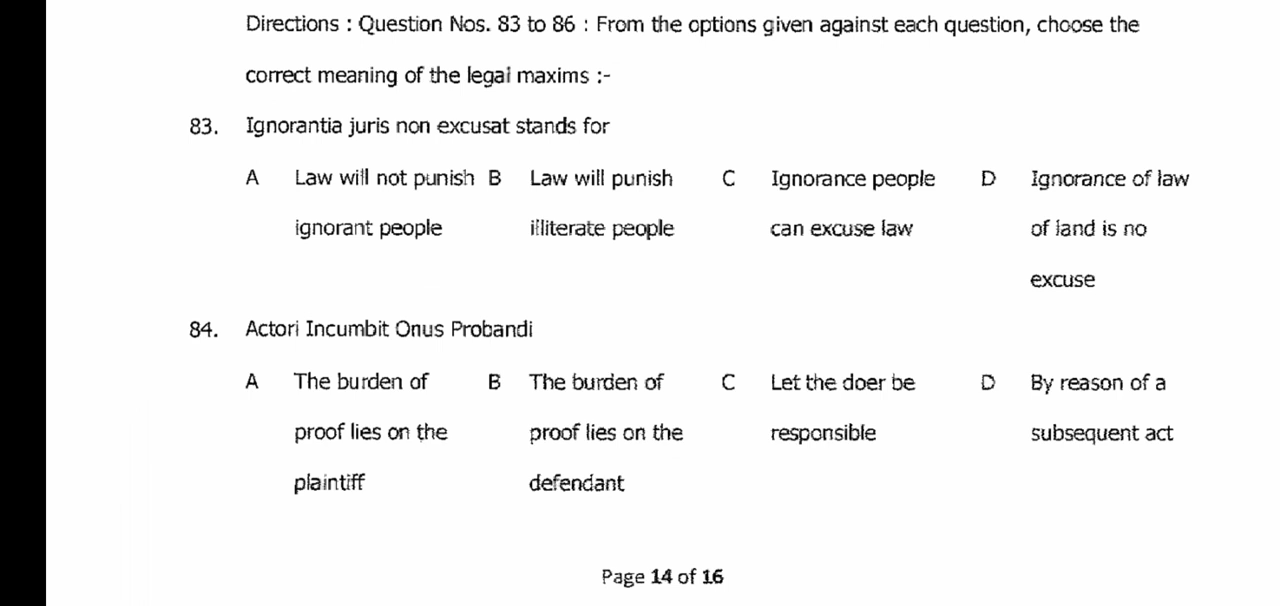 Directions : Question Nos. 83 to 86 : From the options given against each question, choose the
correct meaning of the legal maxims :-
83. Ignorantia juris non excusat stands for
A Law will not punish B Law will punish C Ignorance people D Ignorance of law
ignorant people illiterate people can excuse law of land is no
excuse
84. Actori Incumbit Onus Probandi
A The burden of B The burden of C Let the doer be D By reason of a
proof lies on the proof lies on the responsible subsequent act
plaintiff defendant
Page 14 of 16